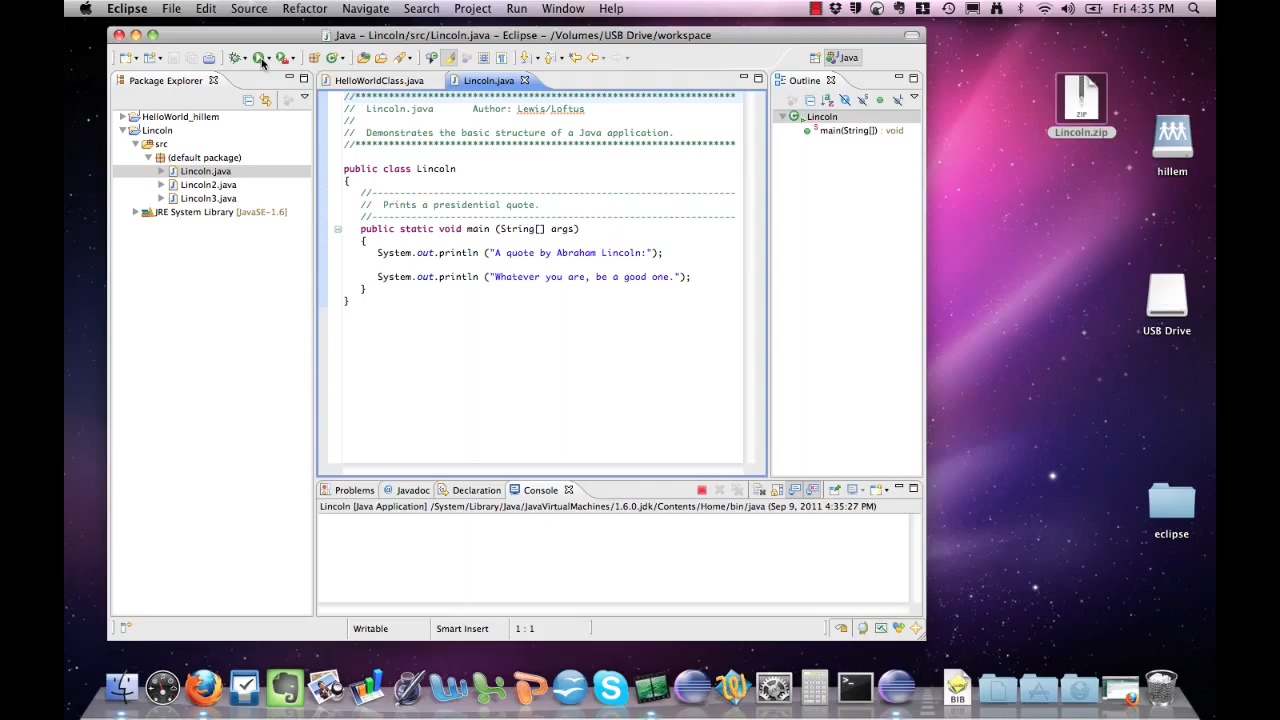 Eclipse File Edit Source Refactor Navigate Search Project Run Window Help Fri 4:35 PM
Java – Lincoln/src/Lincoln.java – Eclipse – /Volumes/USB Drive/workspace
Java
Package Explorer
HelloWorld_hillem
Lincoln
src
(default package)
Lincoln.java
Lincoln2.java
Lincoln3.java
JRE System Library [JavaSE-1.6]
HelloWorldClass.java Lincoln.java
//********************************************************************
//  Lincoln.java       Author: Lewis/Loftus
//
//  Demonstrates the basic structure of a Java application.
//********************************************************************
public class Lincoln
{
//-----------------------------------------------------------------
//  Prints a presidential quote.
//-----------------------------------------------------------------
public static void main (String[] args)
{
System.out.println ("A quote by Abraham Lincoln:");
System.out.println ("Whatever you are, be a good one.");
}
}
Outline
Lincoln
main(String[]) : void
Problems Javadoc Declaration Console
Lincoln [Java Application] /System/Library/Java/JavaVirtualMachines/1.6.0.jdk/Contents/Home/bin/java (Sep 9, 2011 4:35:27 PM)
Writable Smart Insert 1 : 1
ZIP
Lincoln.zip
hillem
USB Drive
eclipse
BIB